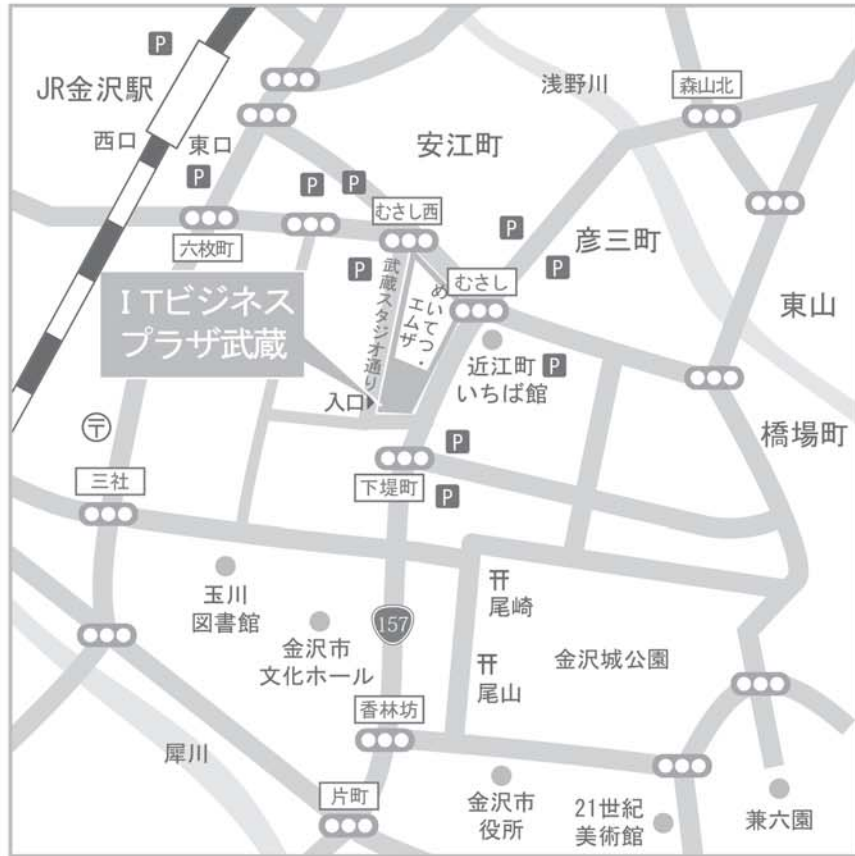 P
JR金沢駅
西口
東口
浅野川
森山北
安江町
P
P
P
むさし西
P
六枚町
P
彦三町
P
むさし
めいてつ・
エムザ
武蔵スタジオ通り
東山
ITビジネス
プラザ武蔵
近江町
いちば館
P
入口
橋場町
〒
P
三社
下堤町
P
玉川
図書館
尾崎
157
金沢市
文化ホール
金沢城公園
尾山
香林坊
犀川
片町
金沢市
役所
21世紀
美術館
兼六園